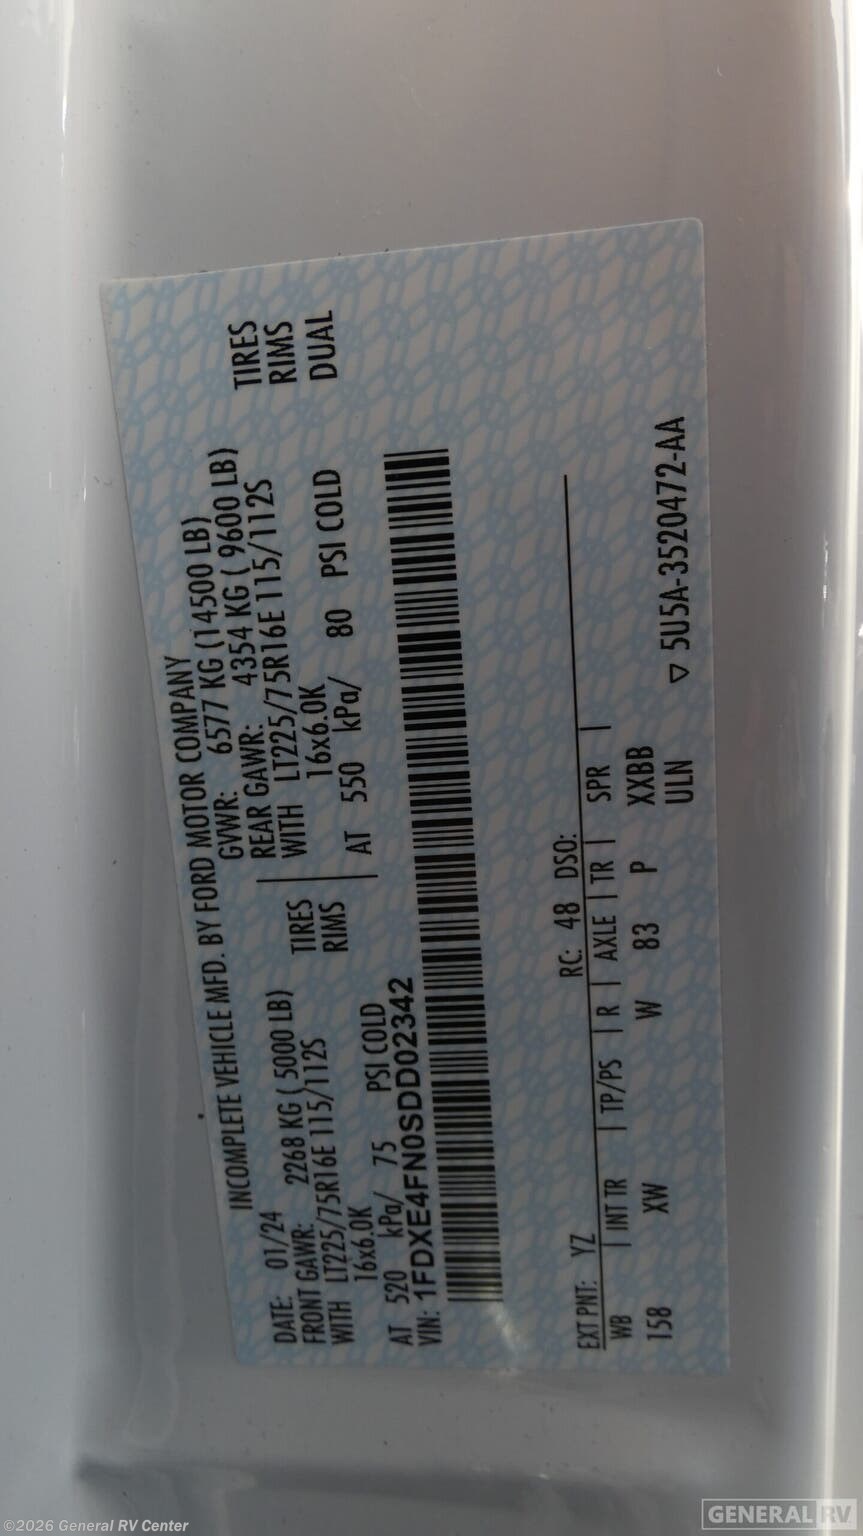 INCOMPLETE VEHICLE MFD. BY FORD MOTOR COMPANY
DATE: 01/24
GVWR: 6577 KG (14500 LB)
FRONT GAWR: 2268 KG ( 5000 LB)
REAR GAWR: 4354 KG ( 9600 LB)
WITH LT225/75R16E 115/112S TIRES
WITH LT225/75R16E 115/112S TIRES
16x6.0K RIMS
16x6.0K RIMS
AT 520 kPa/ 75 PSI COLD
AT 550 kPa/ 80 PSI COLD DUAL
VIN: 1FDXE4FN0SDD02342
EXT PNT: YZ RC: 48 DSO:
WB | INT TR | TP/PS | R | AXLE | TR | SPR |
158 XW W 83 P XXBB
ULN
▽ 5U5A-3520472-AA
©2026 General RV Center
GENERAL RV